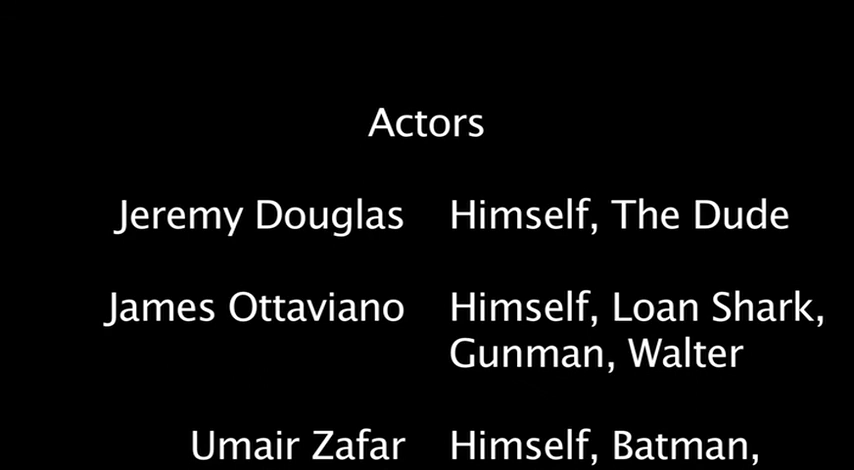 Actors
Jeremy Douglas Himself, The Dude
James Ottaviano Himself, Loan Shark,
Gunman, Walter
Umair Zafar Himself, Batman,